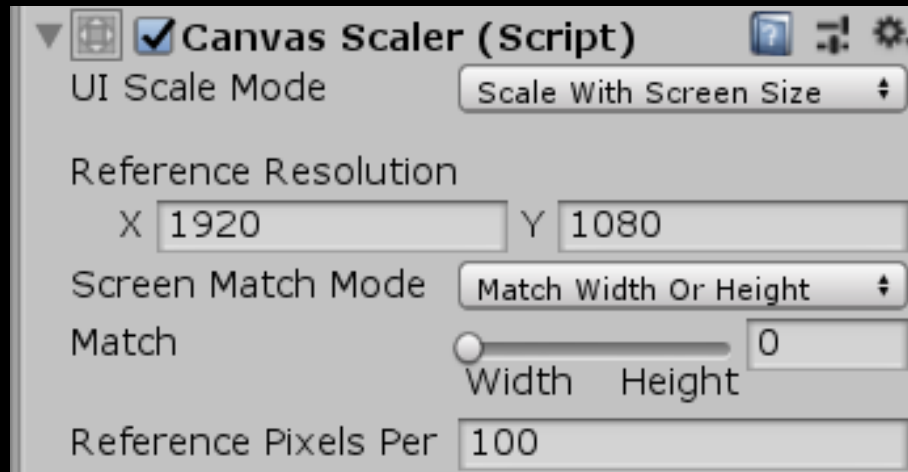 Canvas Scaler (Script)
UI Scale Mode Scale With Screen Size
Reference Resolution
X 1920 Y 1080
Screen Match Mode Match Width Or Height
Match 0
Width Height
Reference Pixels Per 100